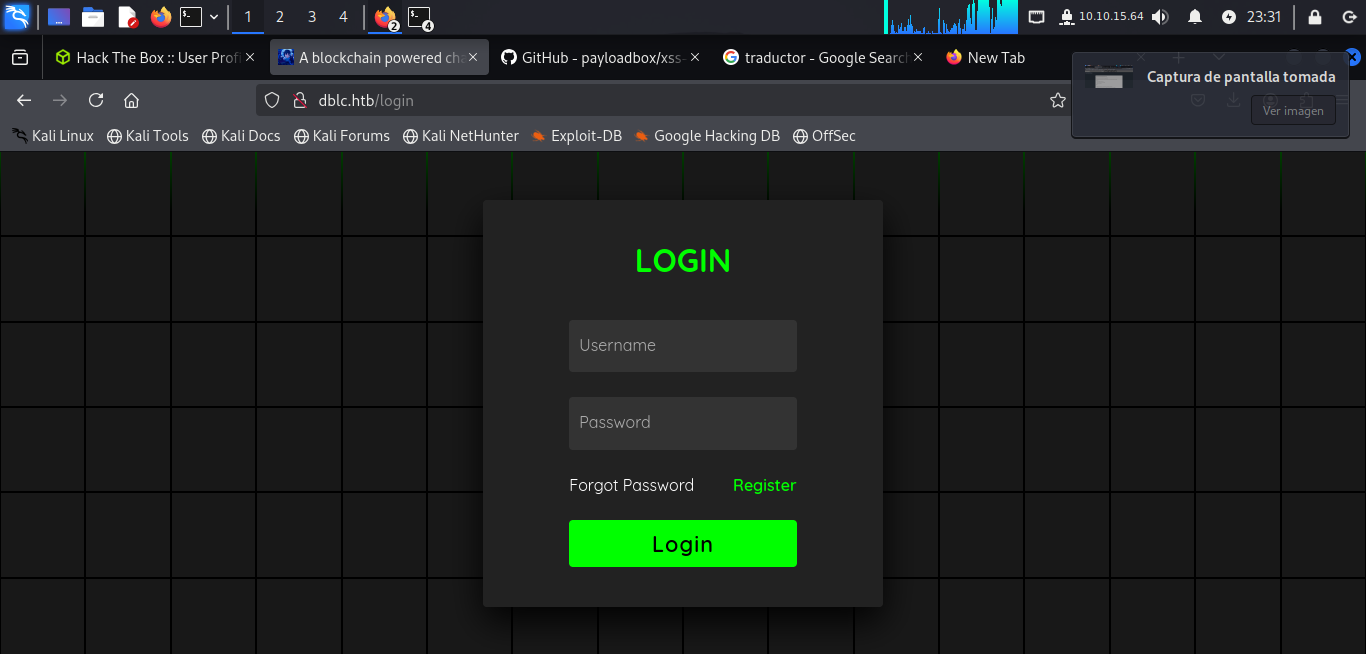 1 2 3 4 2 4 10.10.15.64 23:31
Hack The Box :: User Profi
A blockchain powered cha
GitHub - payloadbox/xss-
traductor - Google Search
New Tab
Captura de pantalla tomada
Ver imagen
dblc.htb/login
Kali Linux Kali Tools Kali Docs Kali Forums Kali NetHunter Exploit-DB Google Hacking DB OffSec
LOGIN
Username
Password
Forgot Password Register
Login